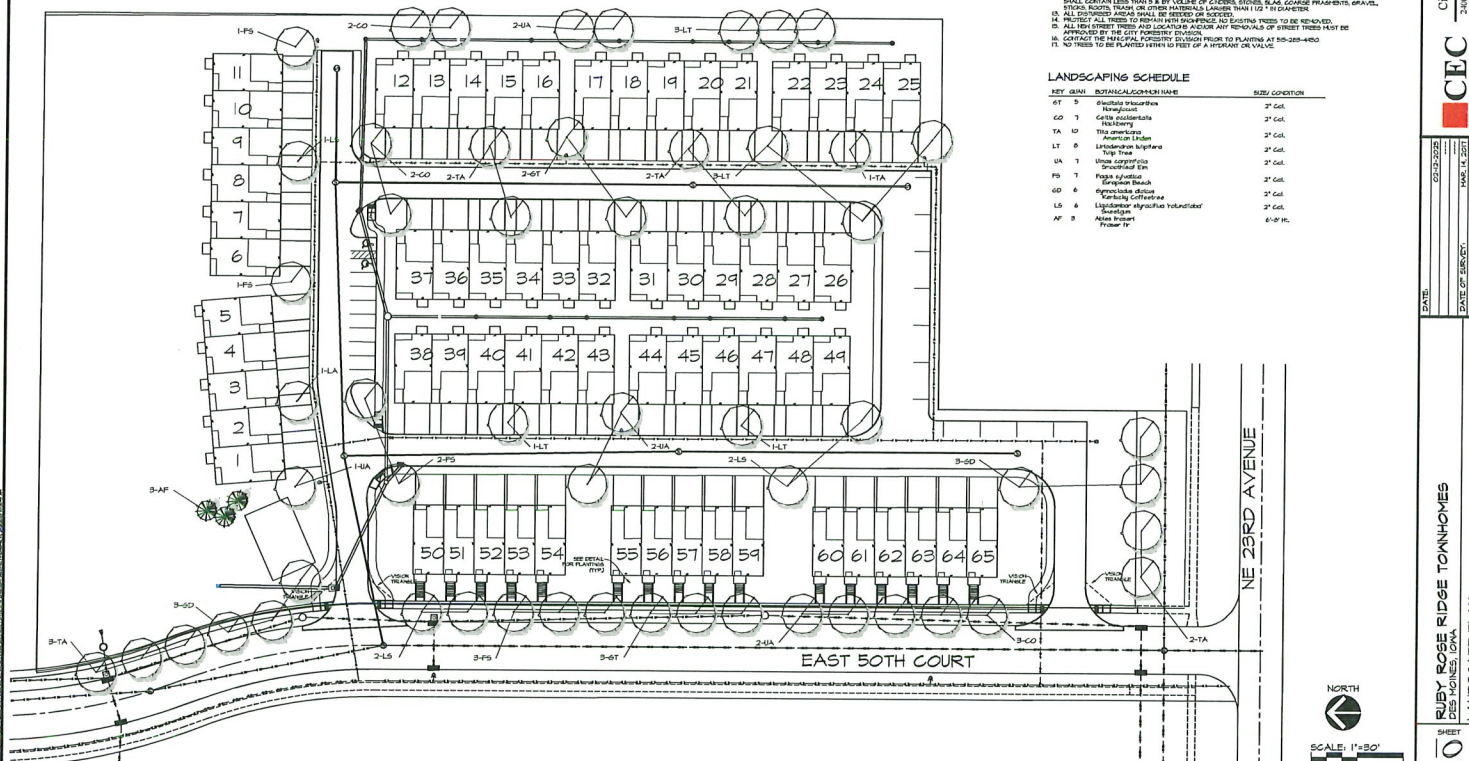 SHALL CONTAIN LESS THAN 5 % BY VOLUME OF CINDERS, STONES, SLAG, COARSE FRAGMENTS, GRAVEL,
STICKS, ROOTS, TRASH, OR OTHER MATERIALS LARGER THAN 1 1/2 " IN DIAMETER
13. ALL DISTURBED AREAS SHALL BE SEEDED OR SODDED.
14. PROTECT ALL TREES TO REMAIN WITH SNOWFENCE. NO EXISTING TREES TO BE REMOVED.
15. ALL NEW STREET TREES AND LOCATIONS AND/OR ANY REMOVALS OF STREET TREES MUST BE
APPROVED BY THE CITY FORESTRY DIVISION.
16. CONTACT THE MUNICIPAL FORESTRY DIVISION PRIOR TO PLANTING AT
17. NO TREES TO BE PLANTED WITHIN 10 FEET OF A HYDRANT OR VALVE.
LANDSCAPING SCHEDULE
KEY QUAN BOTANICAL/COMMON NAME SIZE/ CONDITION
GT 5 Gleditsia triacanthos 2" Cal.
Honeylocust
CO 7 Celtis occidentalis 2" Cal.
Hackberry
TA 10 Tilia americana 2" Cal.
American Linden
LT 8 Liriodendron tulipifera 2" Cal.
Tulip Tree
UA 7 Ulmus carpinifolia 2" Cal.
Smoothleaf Elm
FS 7 Fagus sylvatica 2" Cal.
European Beech
GD 6 Gymnocladus dioicus 2" Cal.
Kentucky Coffeetree
LS 6 Liquidambar styraciflua 'rotundiloba' 2" Cal.
Sweetgum
AF 3 Abies fraseri 6'-8' Ht.
Fraser fir
1-FS
2-CO
2-UA
3-LT
11
10
9
8
7
6
12 13 14 15 16
17 18 19 20 21
22 23 24 25
1-LS
2-CO
2-TA
2-GT
2-TA
3-LT
1-TA
1-FS
37 36 35 34 33 32
31 30 29 28 27 26
5
4
3
2
1
38 39 40 41 42 43
44 45 46 47 48 49
1-LA
1-LT
2-UA
1-LT
1-UA
2-FS
2-LS
3-GD
3-AF
50 51 52 53 54
55 56 57 58 59
60 61 62 63 64 65
SEE DETAIL
FOR PLANTINGS
(TYP.)
VISION
TRIANGLE
VISION
TRIANGLE
VISION
TRIANGLE
VISION
TRIANGLE
3-GD
3-TA
2-LS
3-FS
3-GT
2-UA
3-CO
2-TA
EAST 50TH COURT
NE 23RD AVENUE
NORTH
SCALE: 1"=30'
CEC
DATE:
DATE OF SURVEY: MAR. 14, 2017
RUBY ROSE RIDGE TOWNHOMES
DES MOINES, IOWA
SHEET